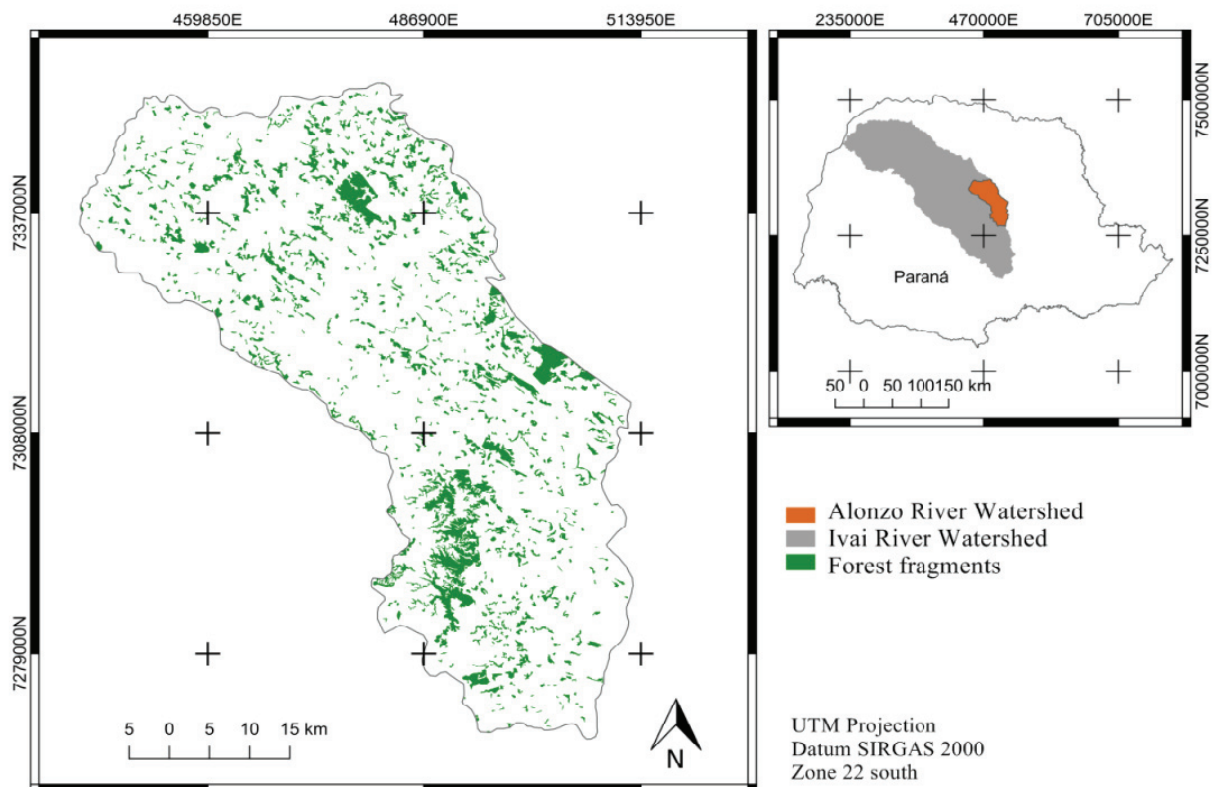 459850E 486900E 513950E
7337000N
7308000N
7279000N
5 0 5 10 15 km
N
235000E 470000E 705000E
7500000N
7250000N
7000000N
Paraná
50 0 50 100 150 km
Alonzo River Watershed
Ivai River Watershed
Forest fragments
UTM Projection
Datum SIRGAS 2000
Zone 22 south